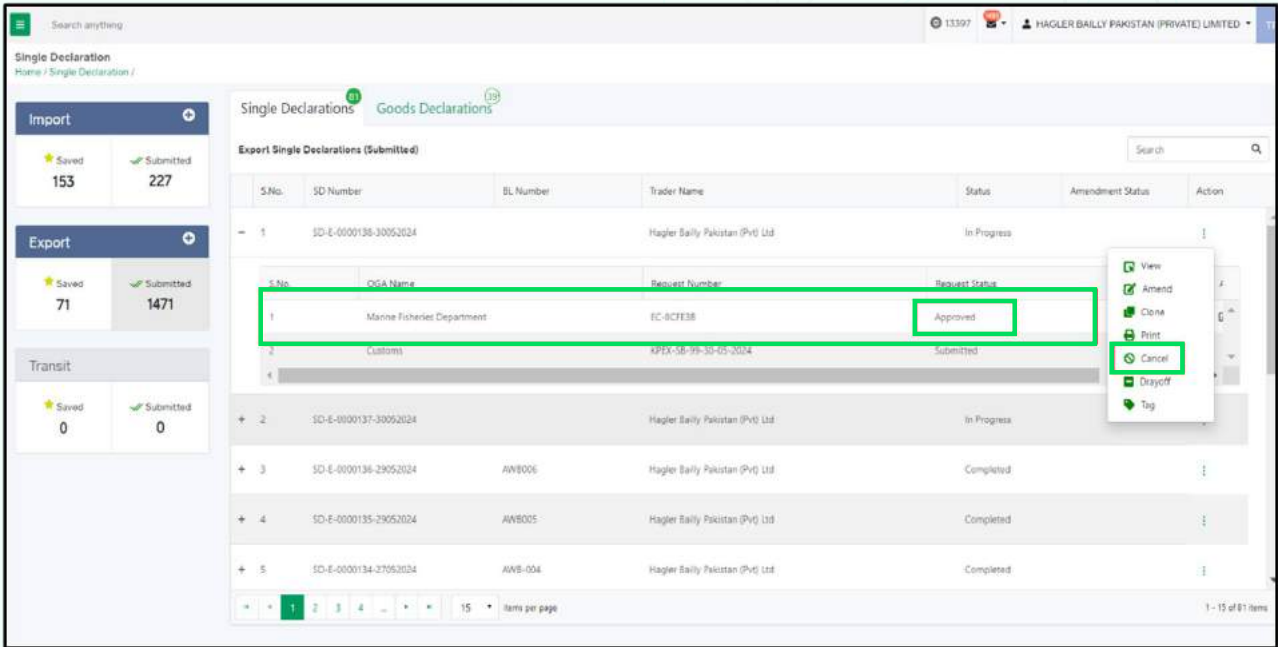 Search anything 13397 HAGLER BAILLY PAKISTAN (PRIVATE) LIMITED
Single Declaration
Home / Single Declaration /
Import
Saved Submitted
153 227
Export
Saved Submitted
71 1471
Transit
Saved Submitted
0 0
Single Declarations 81 Goods Declarations 39
Export Single Declarations (Submitted) Search
S.No. SD Number BL Number Trader Name Status Amendment Status Action
1 SD-E-0000138-30052024 Hagler Bailly Pakistan (Pvt) Ltd In Progress
S.No. OGA Name Request Number Request Status
1 Marine Fisheries Department Approved
2 Customs KPEX-SB-99-30-05-2024 Submitted
View
Amend
Clone
Print
Cancel
Drayoff
Tag
2 SD-E-0000137-30052024 Hagler Bailly Pakistan (Pvt) Ltd In Progress
3 SD-E-0000136-29052024 AWB006 Hagler Bailly Pakistan (Pvt) Ltd Completed
4 SD-E-0000135-29052024 AWB005 Hagler Bailly Pakistan (Pvt) Ltd Completed
5 SD-E-0000134-27052024 AWB-004 Hagler Bailly Pakistan (Pvt) Ltd Completed
1 2 3 4 ... 15 items per page 1 - 15 of 81 items